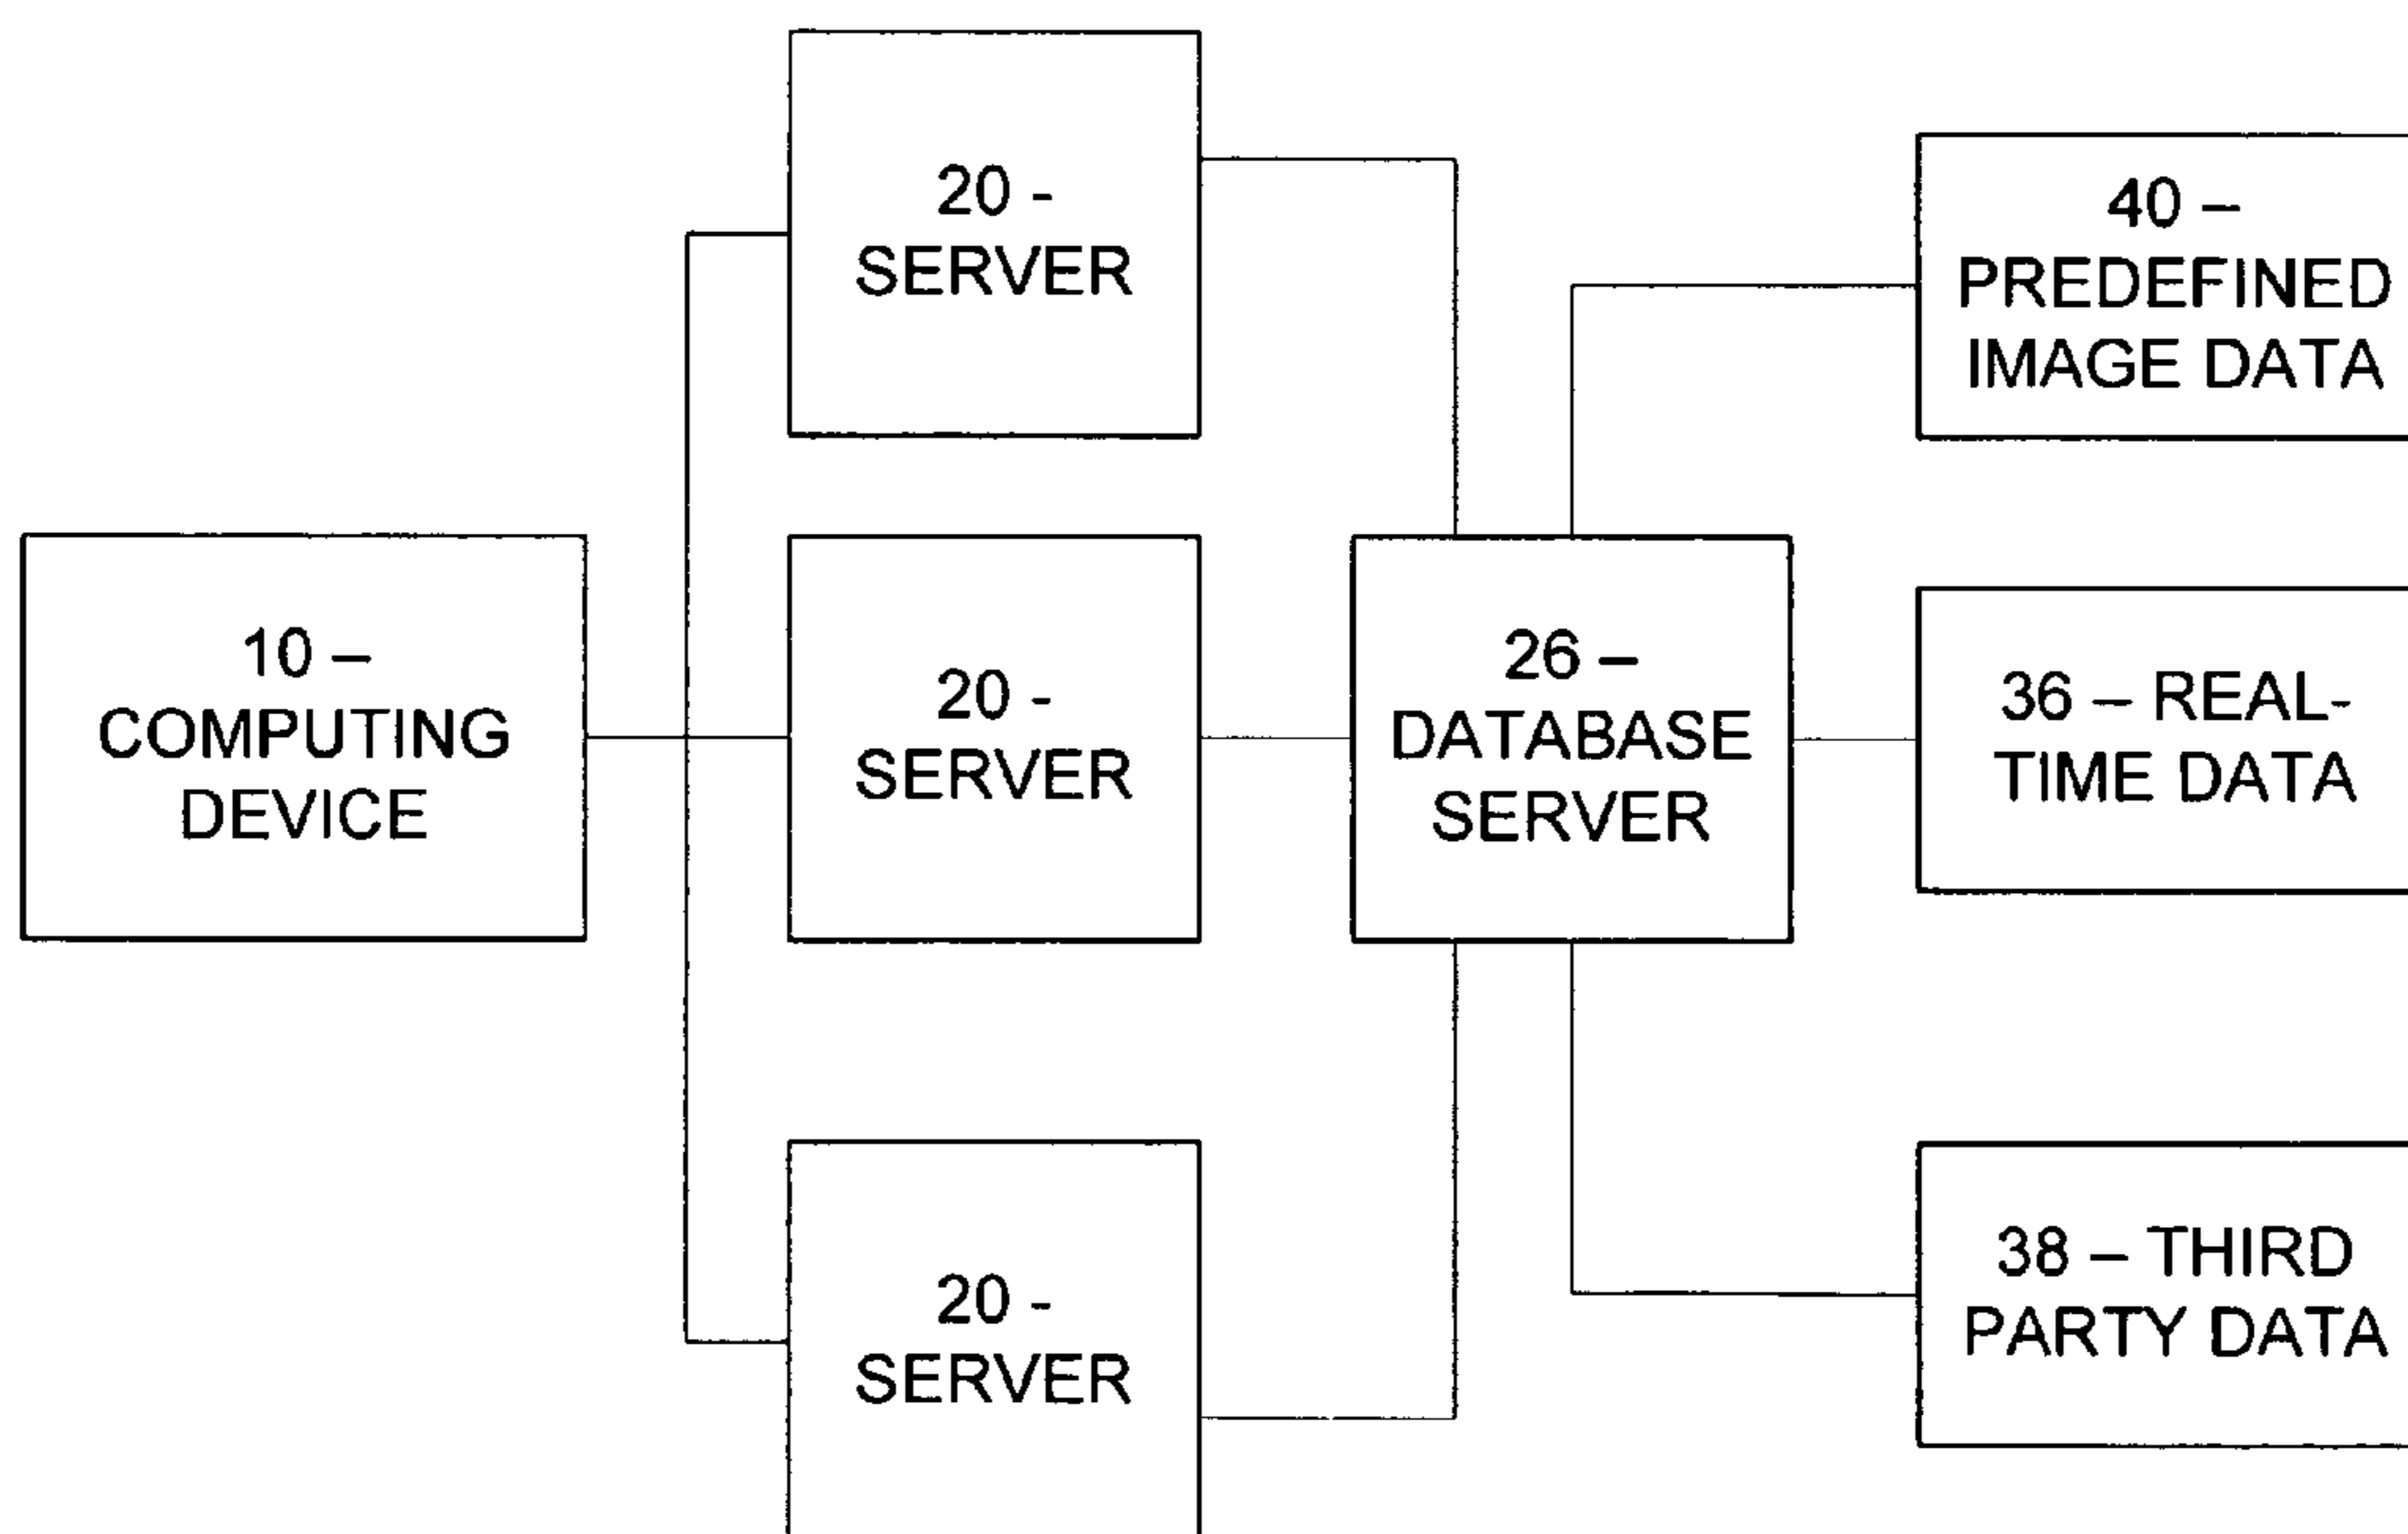 20 -
SERVER
40 –
PREDEFINED
IMAGE DATA
10 –
COMPUTING
DEVICE
20 -
SERVER
26 –
DATABASE
SERVER
36 – REAL-
TIME DATA
20 -
SERVER
38 – THIRD
PARTY DATA